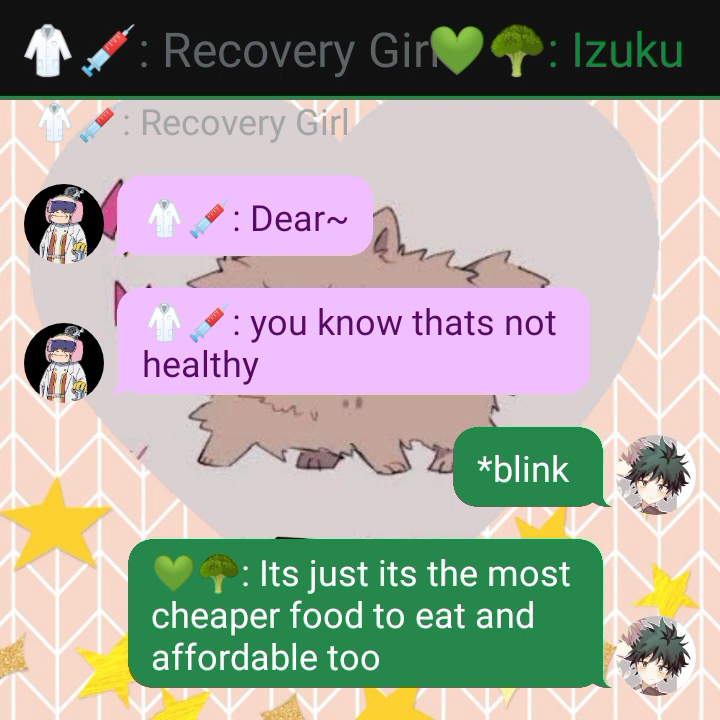 🥼💉: Recovery Girl💚🥦: Izuku
🥼💉: Recovery Girl
🥼💉: Dear~
🥼💉: you know thats not
healthy
*blink
💚🥦: Its just its the most
cheaper food to eat and
affordable too